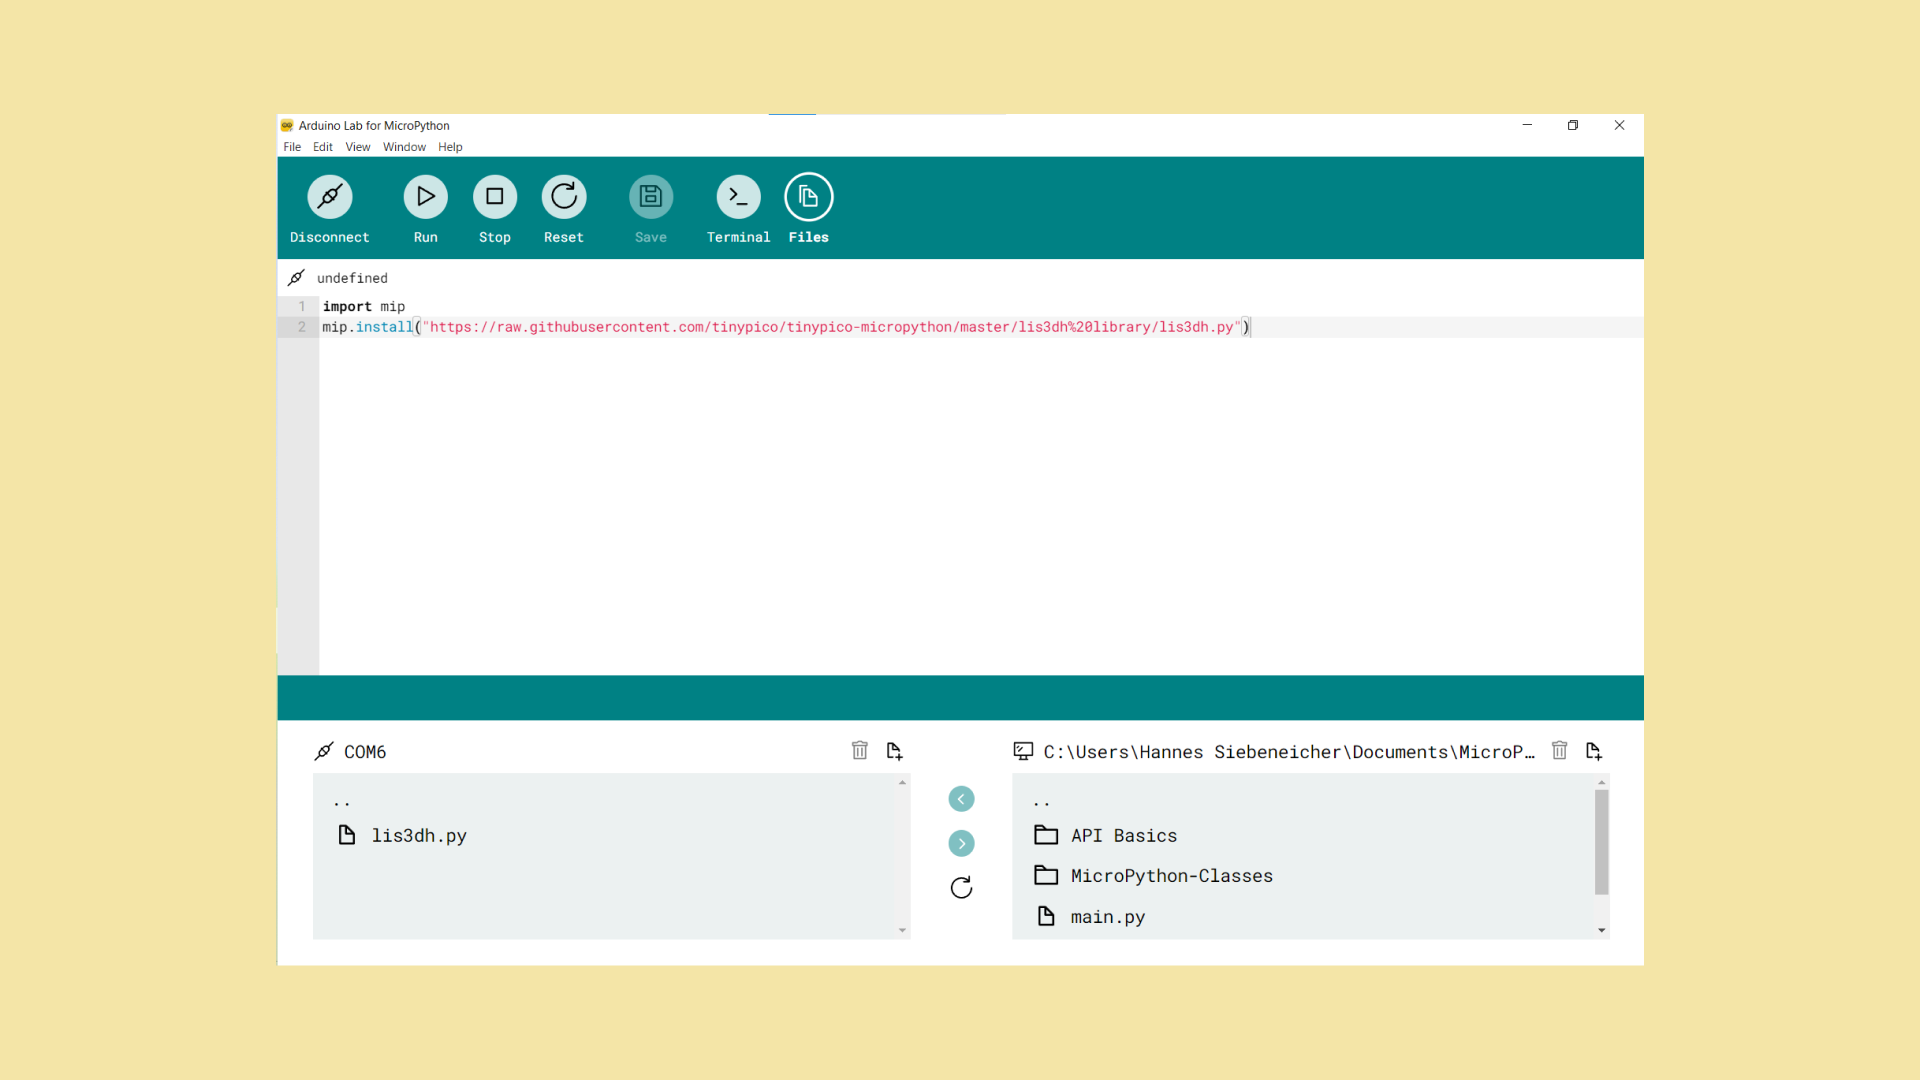 Arduino Lab for MicroPython
File Edit View Window Help
Disconnect Run Stop Reset Save Terminal Files
undefined
1 import mip
2 mip.install("https://raw.githubusercontent.com/tinypico/tinypico-micropython/master/lis3dh%20library/lis3dh.py")
COM6
..
lis3dh.py
C:\Users\Hannes Siebeneicher\Documents\MicroP…
..
API Basics
MicroPython-Classes
main.py